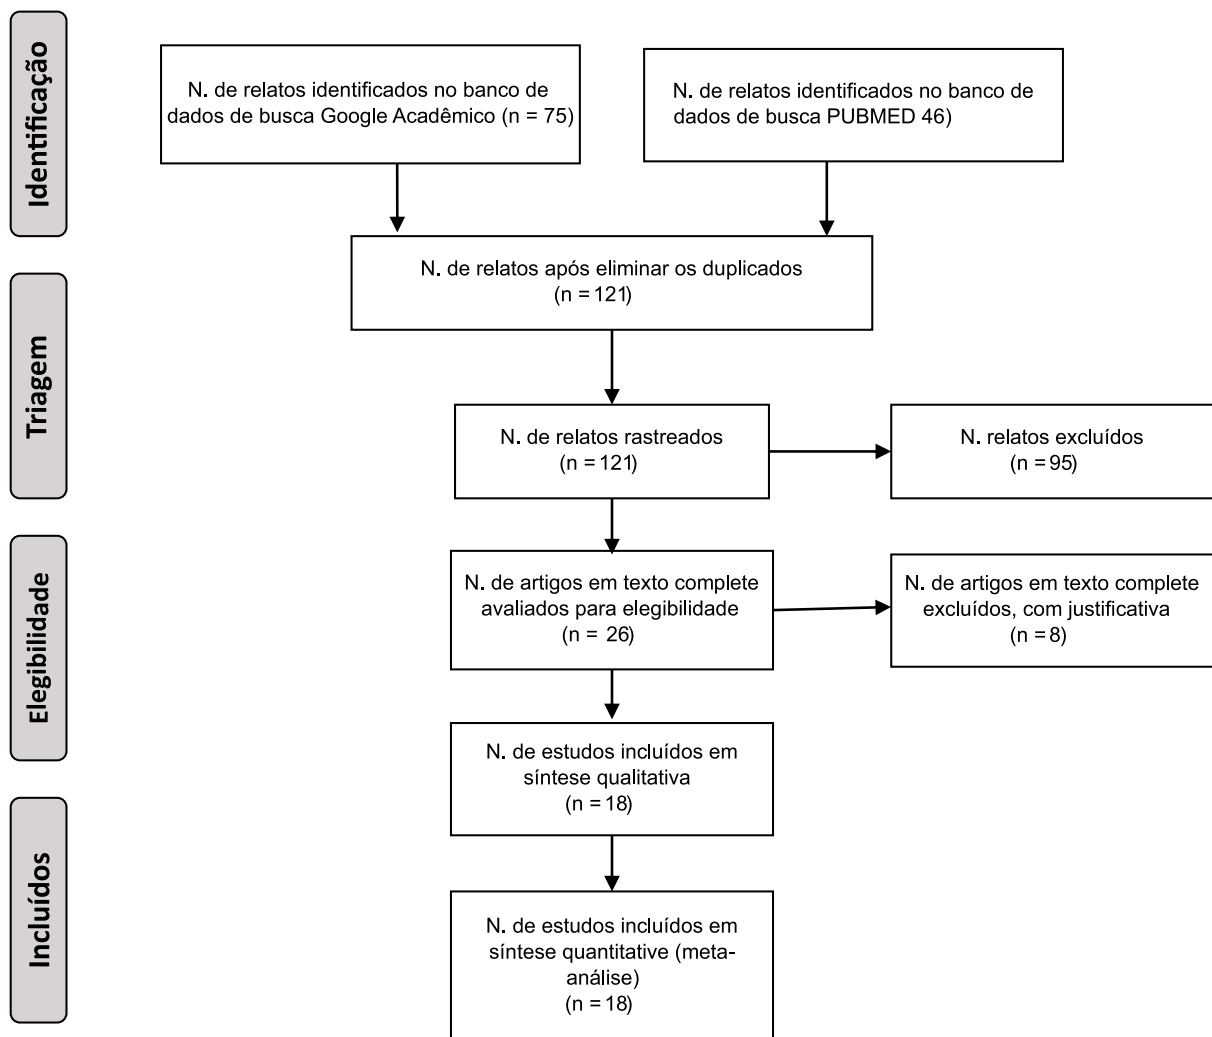 Identificação
N. de relatos identificados no banco de
dados de busca Google Acadêmico (n = 75)
N. de relatos identificados no banco de
dados de busca PUBMED 46)
N. de relatos após eliminar os duplicados
(n = 121)
Triagem
N. de relatos rastreados
(n = 121)
N. relatos excluídos
(n = 95)
Elegibilidade
N. de artigos em texto complete
avaliados para elegibilidade
(n = 26)
N. de artigos em texto complete
excluídos, com justificativa
(n = 8)
N. de estudos incluídos em
síntese qualitativa
(n = 18)
Incluídos
N. de estudos incluídos em
síntese quantitative (meta-
análise)
(n = 18)